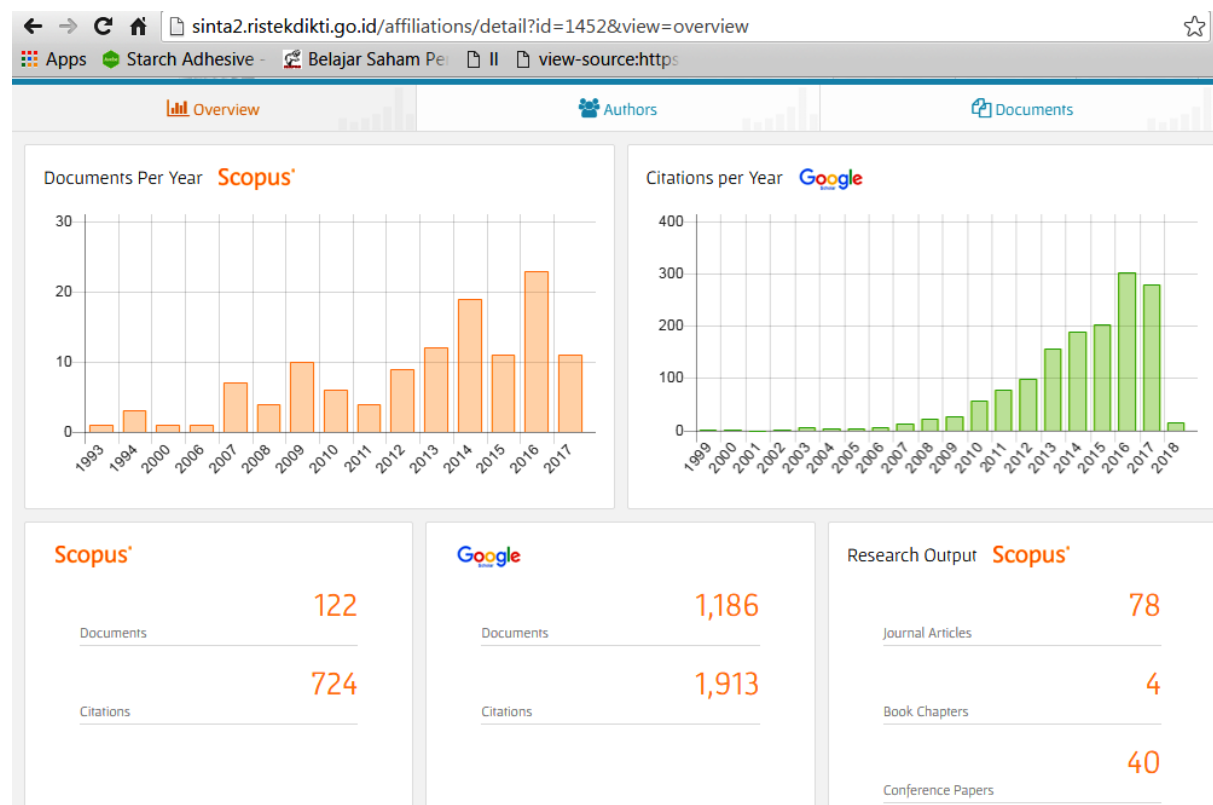 sinta2.ristekdikti.go.id/affiliations/detail?id=1452&view=overview
Apps Starch Adhesive - Belajar Saham Pe II view-source:https
Overview Authors Documents
Documents Per Year Scopus
30
20
10
0
1993 1994 2000 2006 2007 2008 2009 2010 2011 2012 2013 2014 2015 2016 2017
Citations per Year Google
400
300
200
100
0
1999 2000 2001 2002 2003 2004 2005 2006 2007 2008 2009 2010 2011 2012 2013 2014 2015 2016 2017 2018
Scopus
122
Documents
724
Citations
Google
1,186
Documents
1,913
Citations
Research Output Scopus
78
Journal Articles
4
Book Chapters
40
Conference Papers